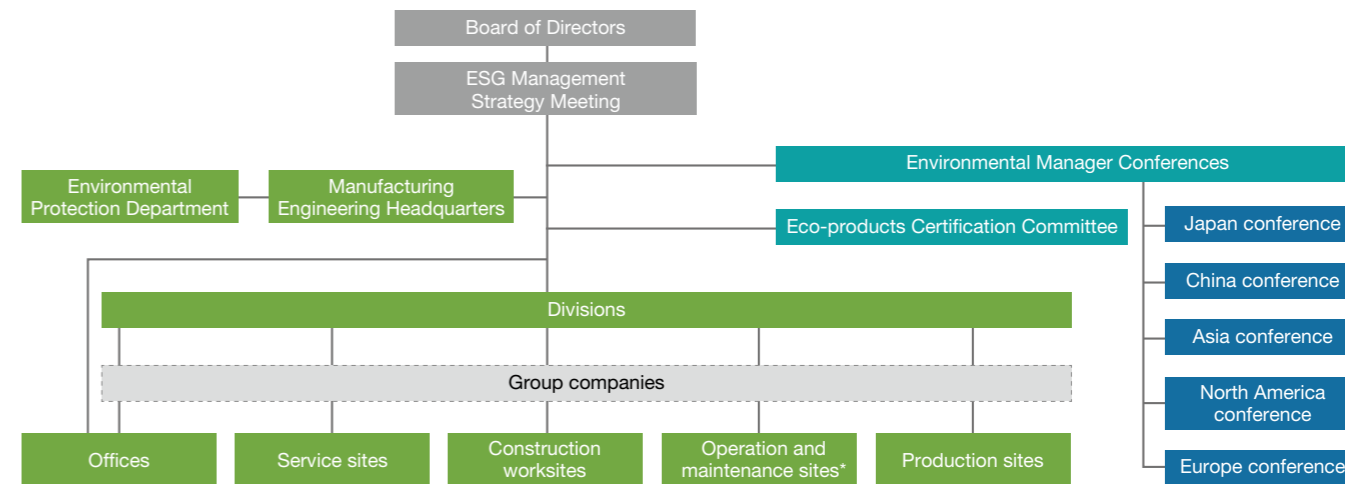 Board of Directors
ESG Management
Strategy Meeting
Environmental Manager Conferences
Environmental
Protection Department
Manufacturing
Engineering Headquarters
Eco-products Certification Committee
Japan conference
China conference
Asia conference
North America
conference
Europe conference
Divisions
Group companies
Offices
Service sites
Construction
worksites
Operation and
maintenance sites*
Production sites